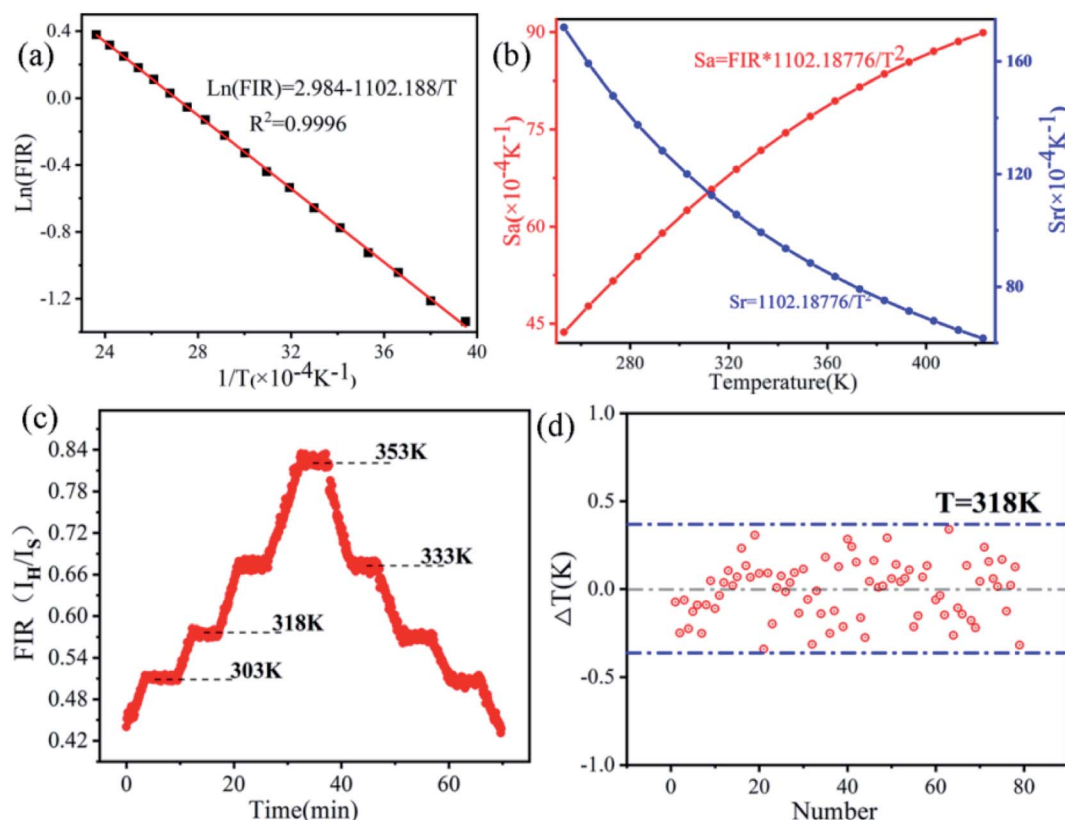 (a)
0.4
0.0
-0.4
-0.8
-1.2
Ln(FIR)
Ln(FIR)=2.984-1102.188/T
R²=0.9996
24 28 32 36 40
1/T(×10⁻⁴K⁻¹)
(b)
90
75
60
45
Sa(×10⁻⁴K⁻¹)
Sa=FIR*1102.18776/T²
Sr=1102.18776/T²
160
120
80
Sr(×10⁻⁴K⁻¹)
280 320 360 400
Temperature(K)
(c)
0.84
0.78
0.72
0.66
0.60
0.54
0.48
0.42
FIR（I_H/I_S）
353K
333K
318K
303K
0 20 40 60
Time(min)
(d)
1.0
0.5
0.0
-0.5
-1.0
ΔT(K)
T=318K
0 20 40 60 80
Number